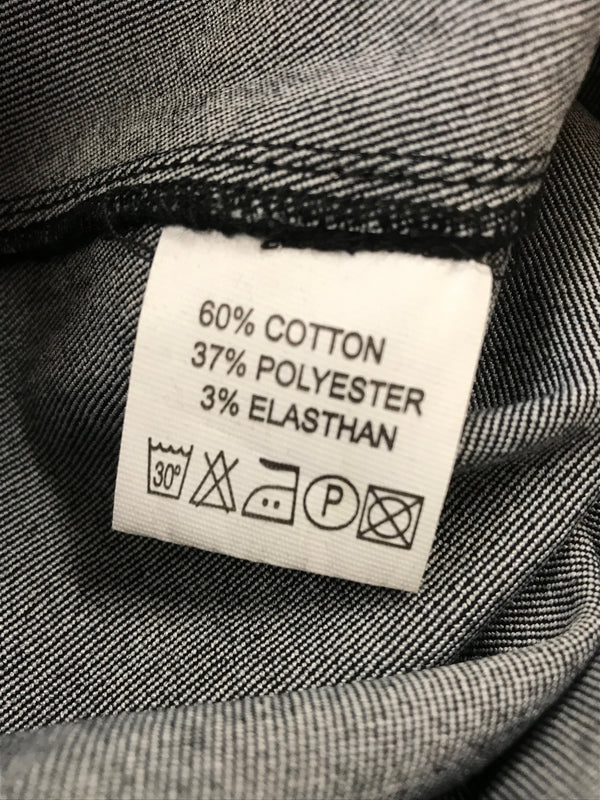 60% COTTON
37% POLYESTER
3% ELASTHAN
30° P